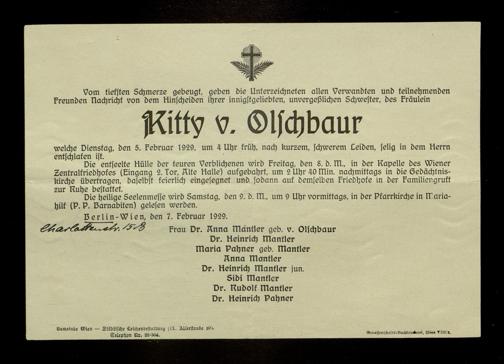 Vom tiefsten Schmerze gebeugt, geben die Unterzeichneten allen Verwandten und teilnehmenden
Freunden Nachricht von dem Hinscheiden ihrer innigstgeliebten, unvergeßlichen Schwester, des Fräulein
Kitty v. Olschbaur
welche Dienstag, den 5. Februar 1929, um 4 Uhr früh, nach kurzem, schwerem Leiden, selig in dem Herrn
entschlafen ist.
Die entseelte Hülle der teuren Verblichenen wird Freitag, den 8. d. M., in der Kapelle des Wiener
Zentralfriedhofes (Eingang 2. Tor, Alte Halle) aufgebahrt, um 2 Uhr 40 Min. nachmittags in die Gedächtnis-
kirche übertragen, daselbst feierlich eingesegnet und sodann auf demselben Friedhofe in der Familiengruft
zur Ruhe bestattet.
Die heilige Seelenmesse wird Samstag, den 9. d. M., um 9 Uhr vormittags, in der Pfarrkirche in Maria-
hilf (P. P. Barnabiten) gelesen werden.
Berlin-Wien, den 7. Februar 1929.
Charlottenstr.
Frau Dr. Anna Mantler geb. v. Olschbaur
Dr. Heinrich Mantler
Maria Pahner geb. Mantler
Anna Mantler
Dr. Heinrich Mantler jun.
Sidi Mantler
Dr. Rudolf Mantler
Dr. Heinrich Pahner
Gemeinde Wien — Städtische Leichenbestattung
Telephon Nr.